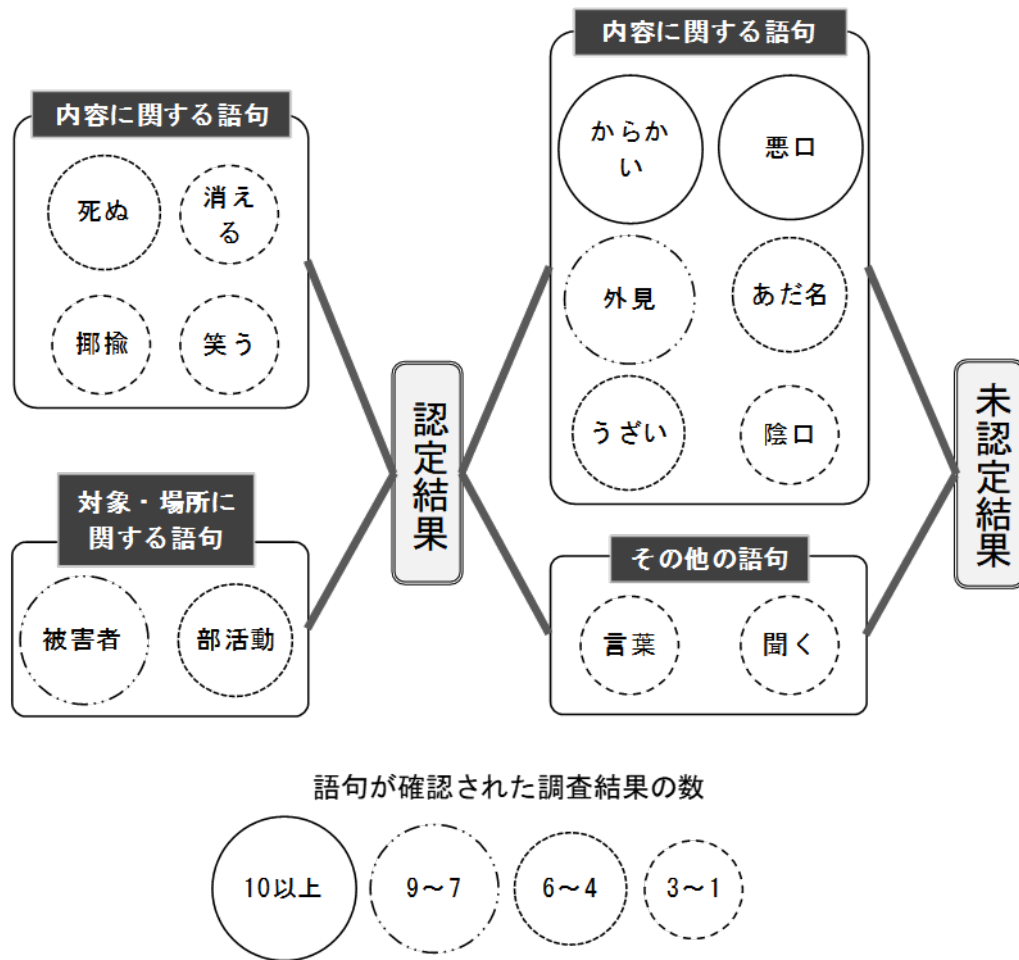 内容に関する語句
死ぬ
消え
る
揶揄
笑う
対象・場所に
関する語句
被害者
部活動
認定結果
内容に関する語句
からか
い
悪口
外見
あだ名
うざい
陰口
その他の語句
言葉
聞く
未認定結果
語句が確認された調査結果の数
10以上
9～7
6～4
3～1